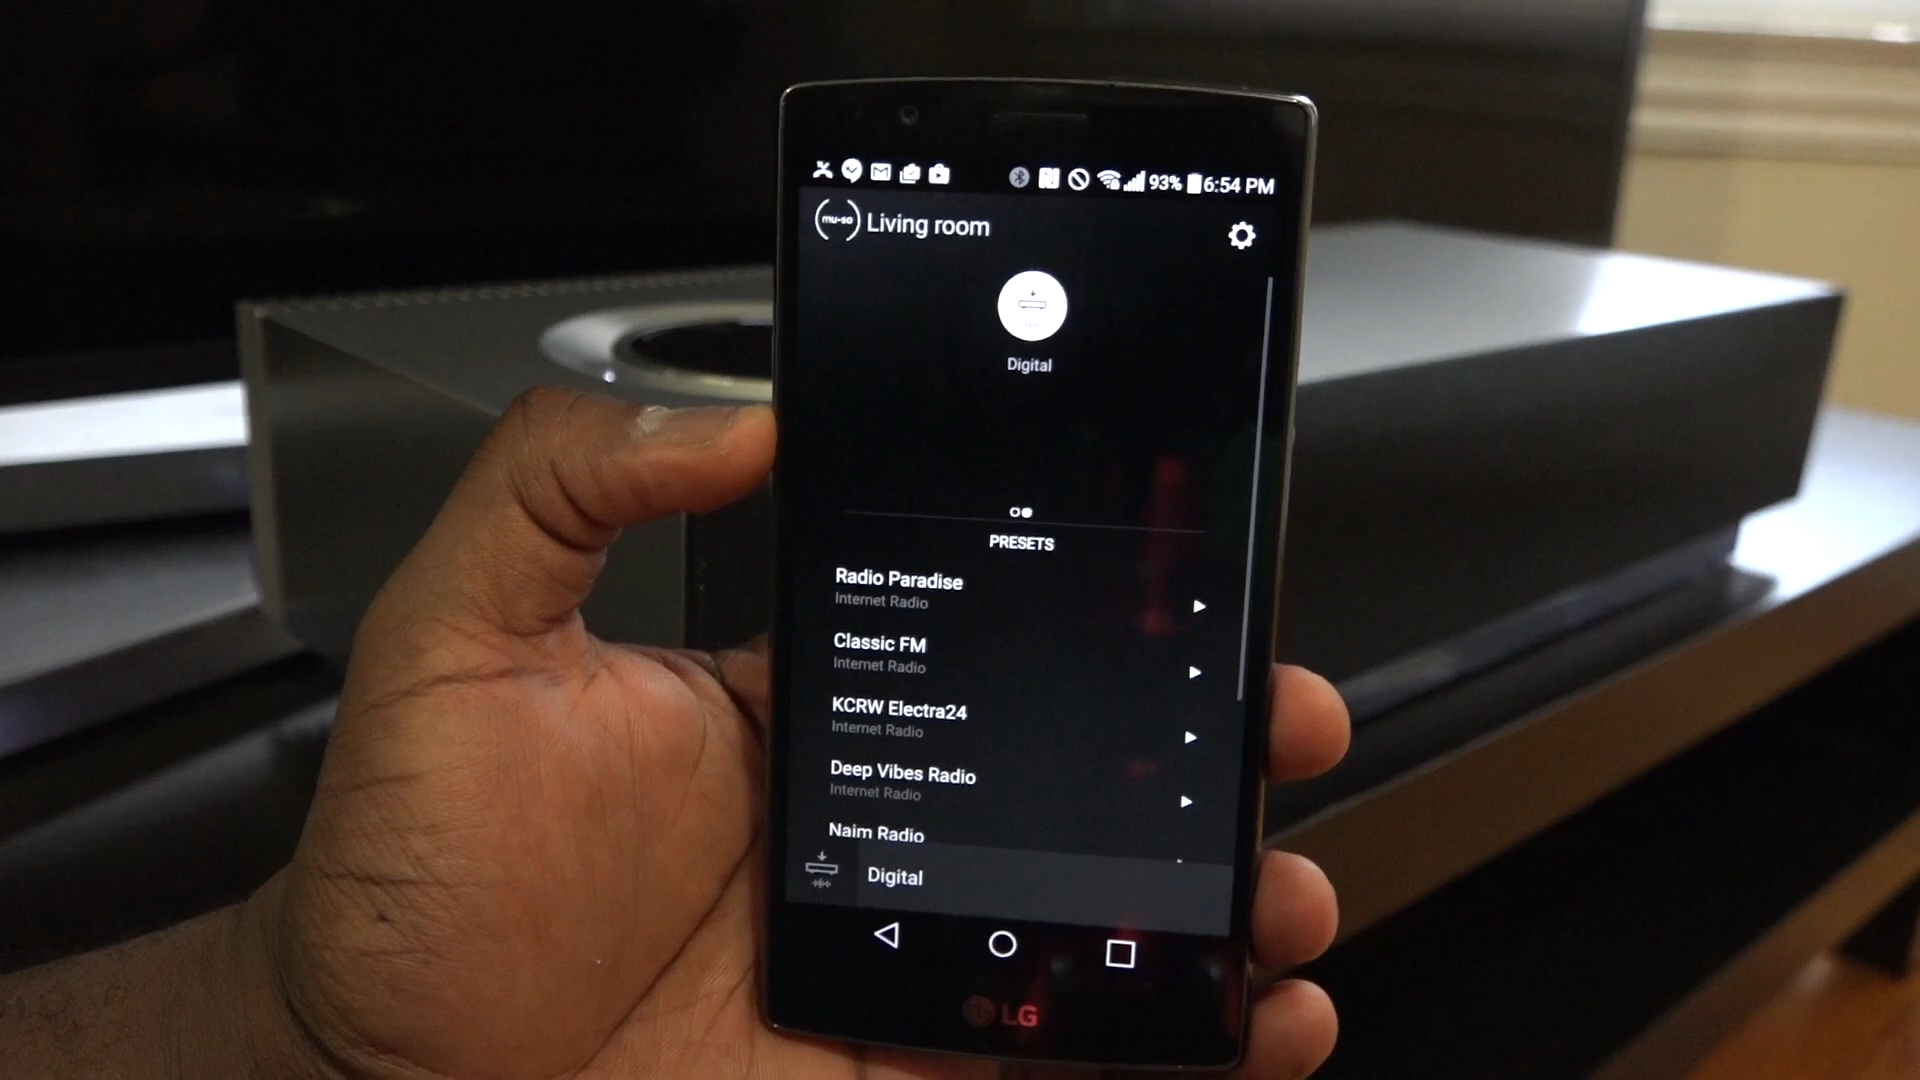 93% 6:54 PM
mu-so Living room
Digital
PRESETS
Radio Paradise
Internet Radio
Classic FM
Internet Radio
KCRW Electra24
Internet Radio
Deep Vibes Radio
Internet Radio
Naim Radio
Digital
LG